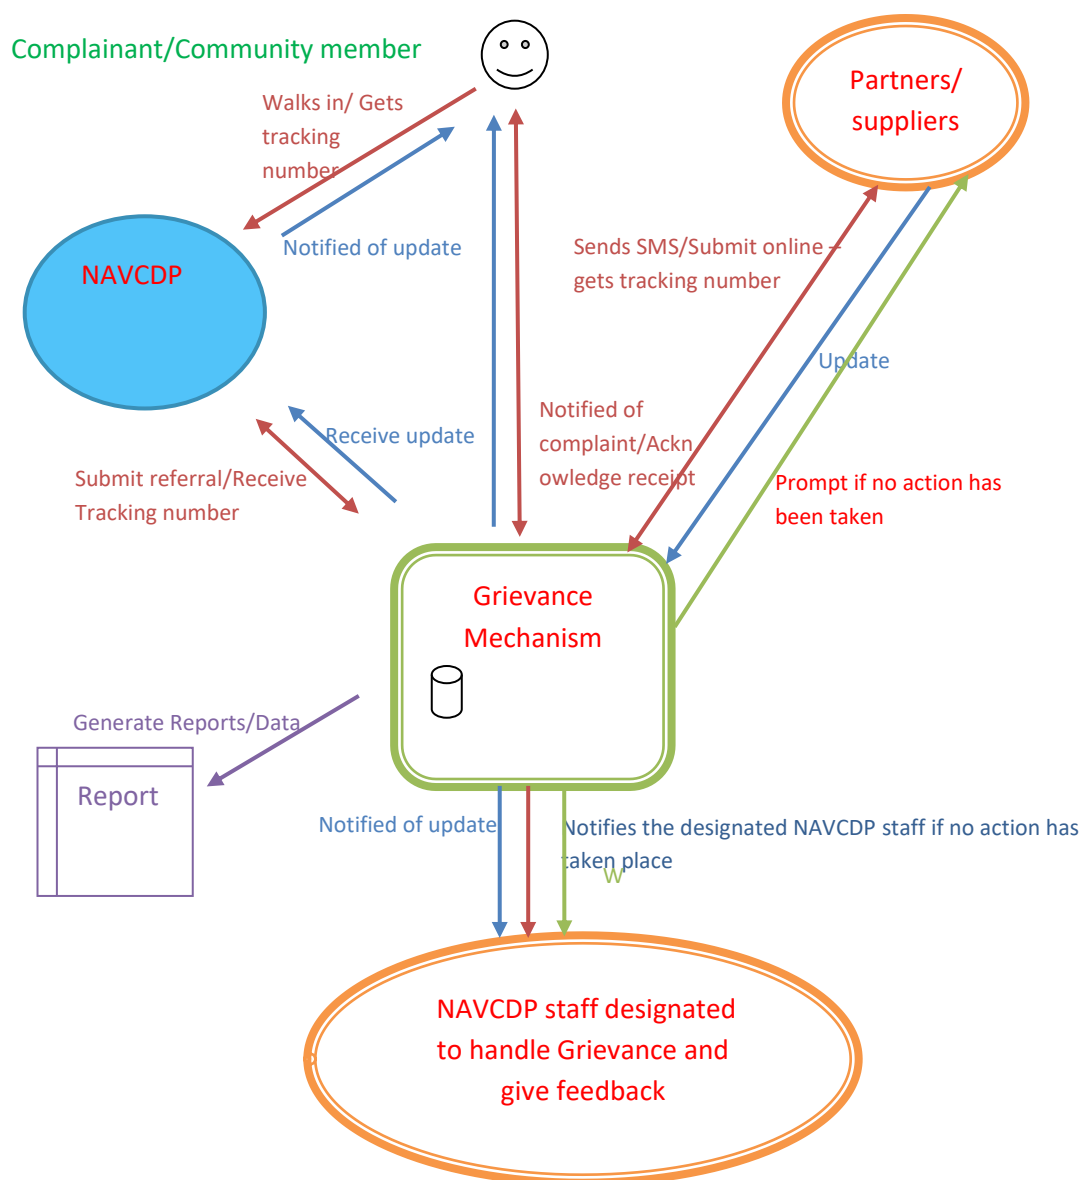 Complainant/Community member
Walks in/ Gets
tracking
number
Partners/
suppliers
NAVCDP
Notified of update
Sends SMS/Submit online –
gets tracking number
Update
Notified of
complaint/Ackn
owledge receipt
Receive update
Submit referral/Receive
Tracking number
Prompt if no action has
been taken
Grievance
Mechanism
Generate Reports/Data
Report
Notified of update
Notifies the designated NAVCDP staff if no action has
taken place
W
NAVCDP staff designated
to handle Grievance and
give feedback